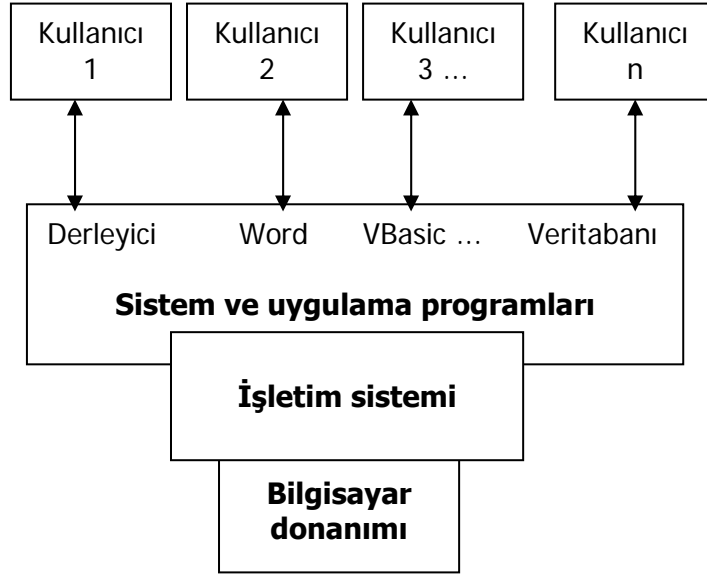 Kullanıcı
1
Kullanıcı
2
Kullanıcı
3 ...
Kullanıcı
n
Derleyici Word VBasic ... Veritabanı
Sistem ve uygulama programları
İşletim sistemi
Bilgisayar
donanımı